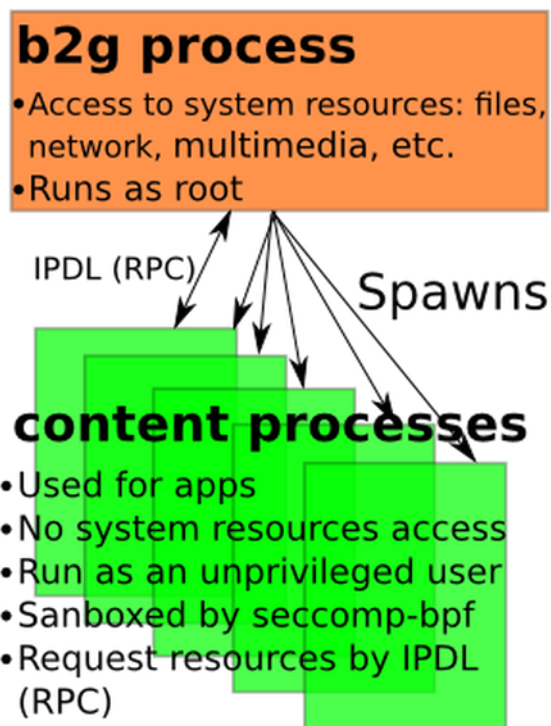 b2g process
•Access to system resources: files,
network, multimedia, etc.
•Runs as root
IPDL (RPC)
Spawns
content processes
•Used for apps
•No system resources access
•Run as an unprivileged user
•Sanboxed by seccomp-bpf
•Request resources by IPDL
(RPC)